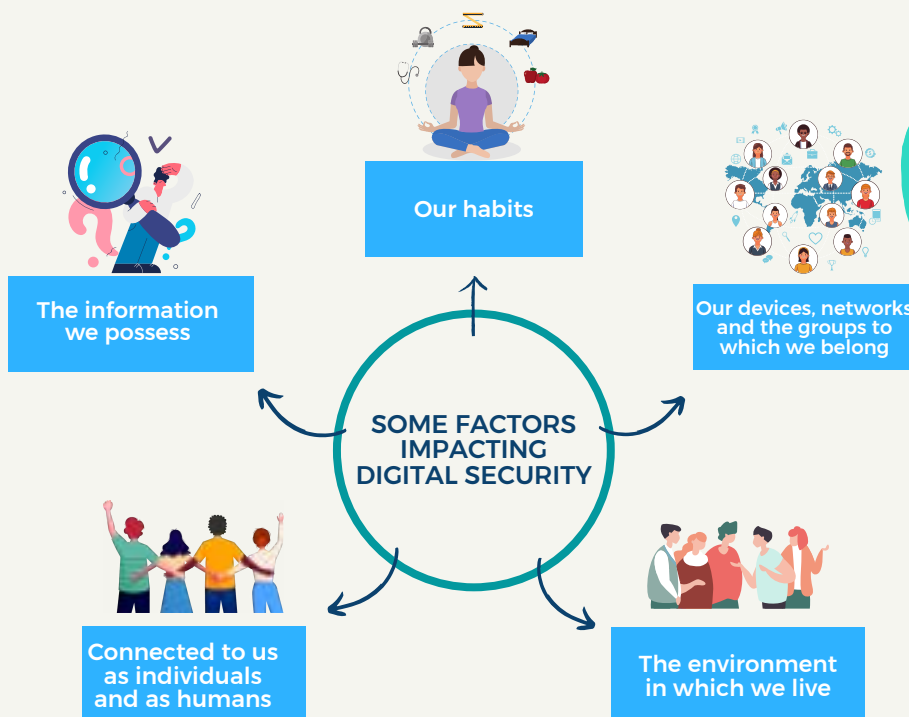 Our habits
The information
we possess
Our devices, networks
and the groups to
which we belong
SOME FACTORS
IMPACTING
DIGITAL SECURITY
Connected to us
as individuals
and as humans
The environment
in which we live